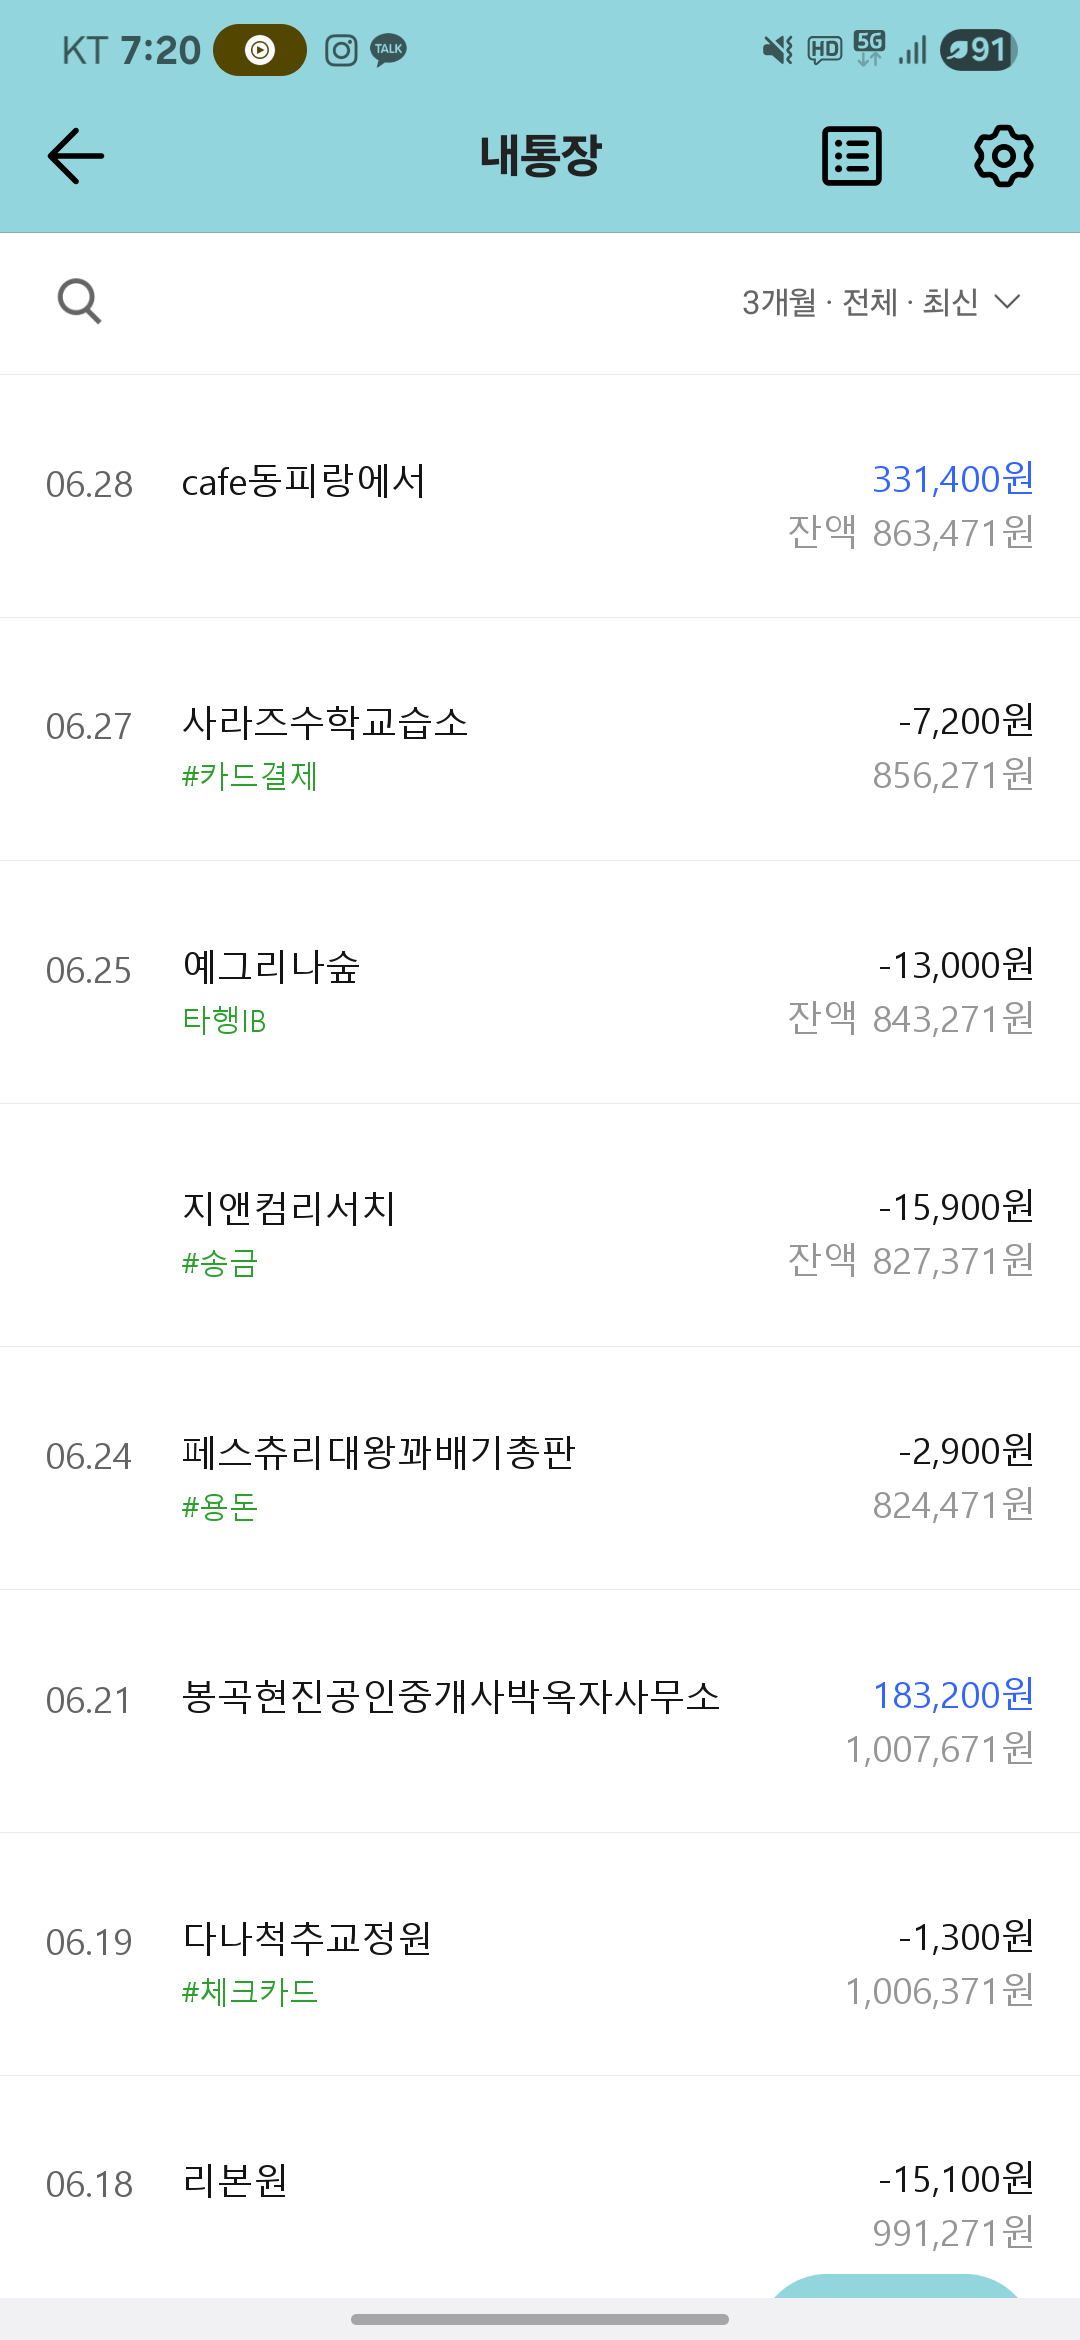 KT 7:20 TALK HD 5G 91
내통장
3개월 · 전체 · 최신
06.28 cafe동피랑에서 331,400원
잔액 863,471원
06.27 사라즈수학교습소 -7,200원
#카드결제 856,271원
06.25 예그리나숲 -13,000원
타행IB 잔액 843,271원
지앤컴리서치 -15,900원
#송금 잔액 827,371원
06.24 페스츄리대왕꽈배기총판 -2,900원
#용돈 824,471원
06.21 봉곡현진공인중개사박옥자사무소 183,200원
1,007,671원
06.19 다나척추교정원 -1,300원
#체크카드 1,006,371원
06.18 리본원 -15,100원
991,271원